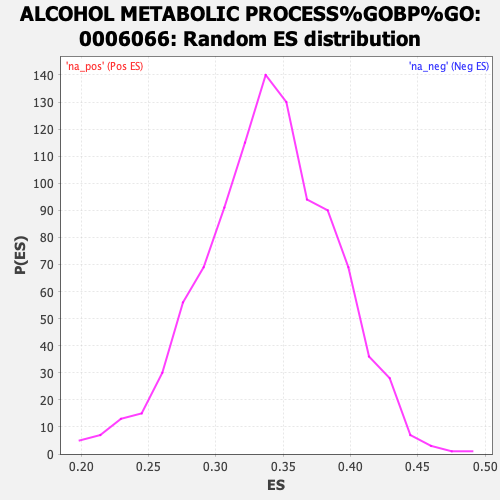 ALCOHOL METABOLIC PROCESS%GOBP%GO:
0006066: Random ES distribution
'na_pos' (Pos ES)
'na_neg' (Neg ES)
P(ES)
140
130
120
110
100
90
80
70
60
50
40
30
20
10
0
0.20 0.25 0.30 0.35 0.40 0.45 0.50
ES